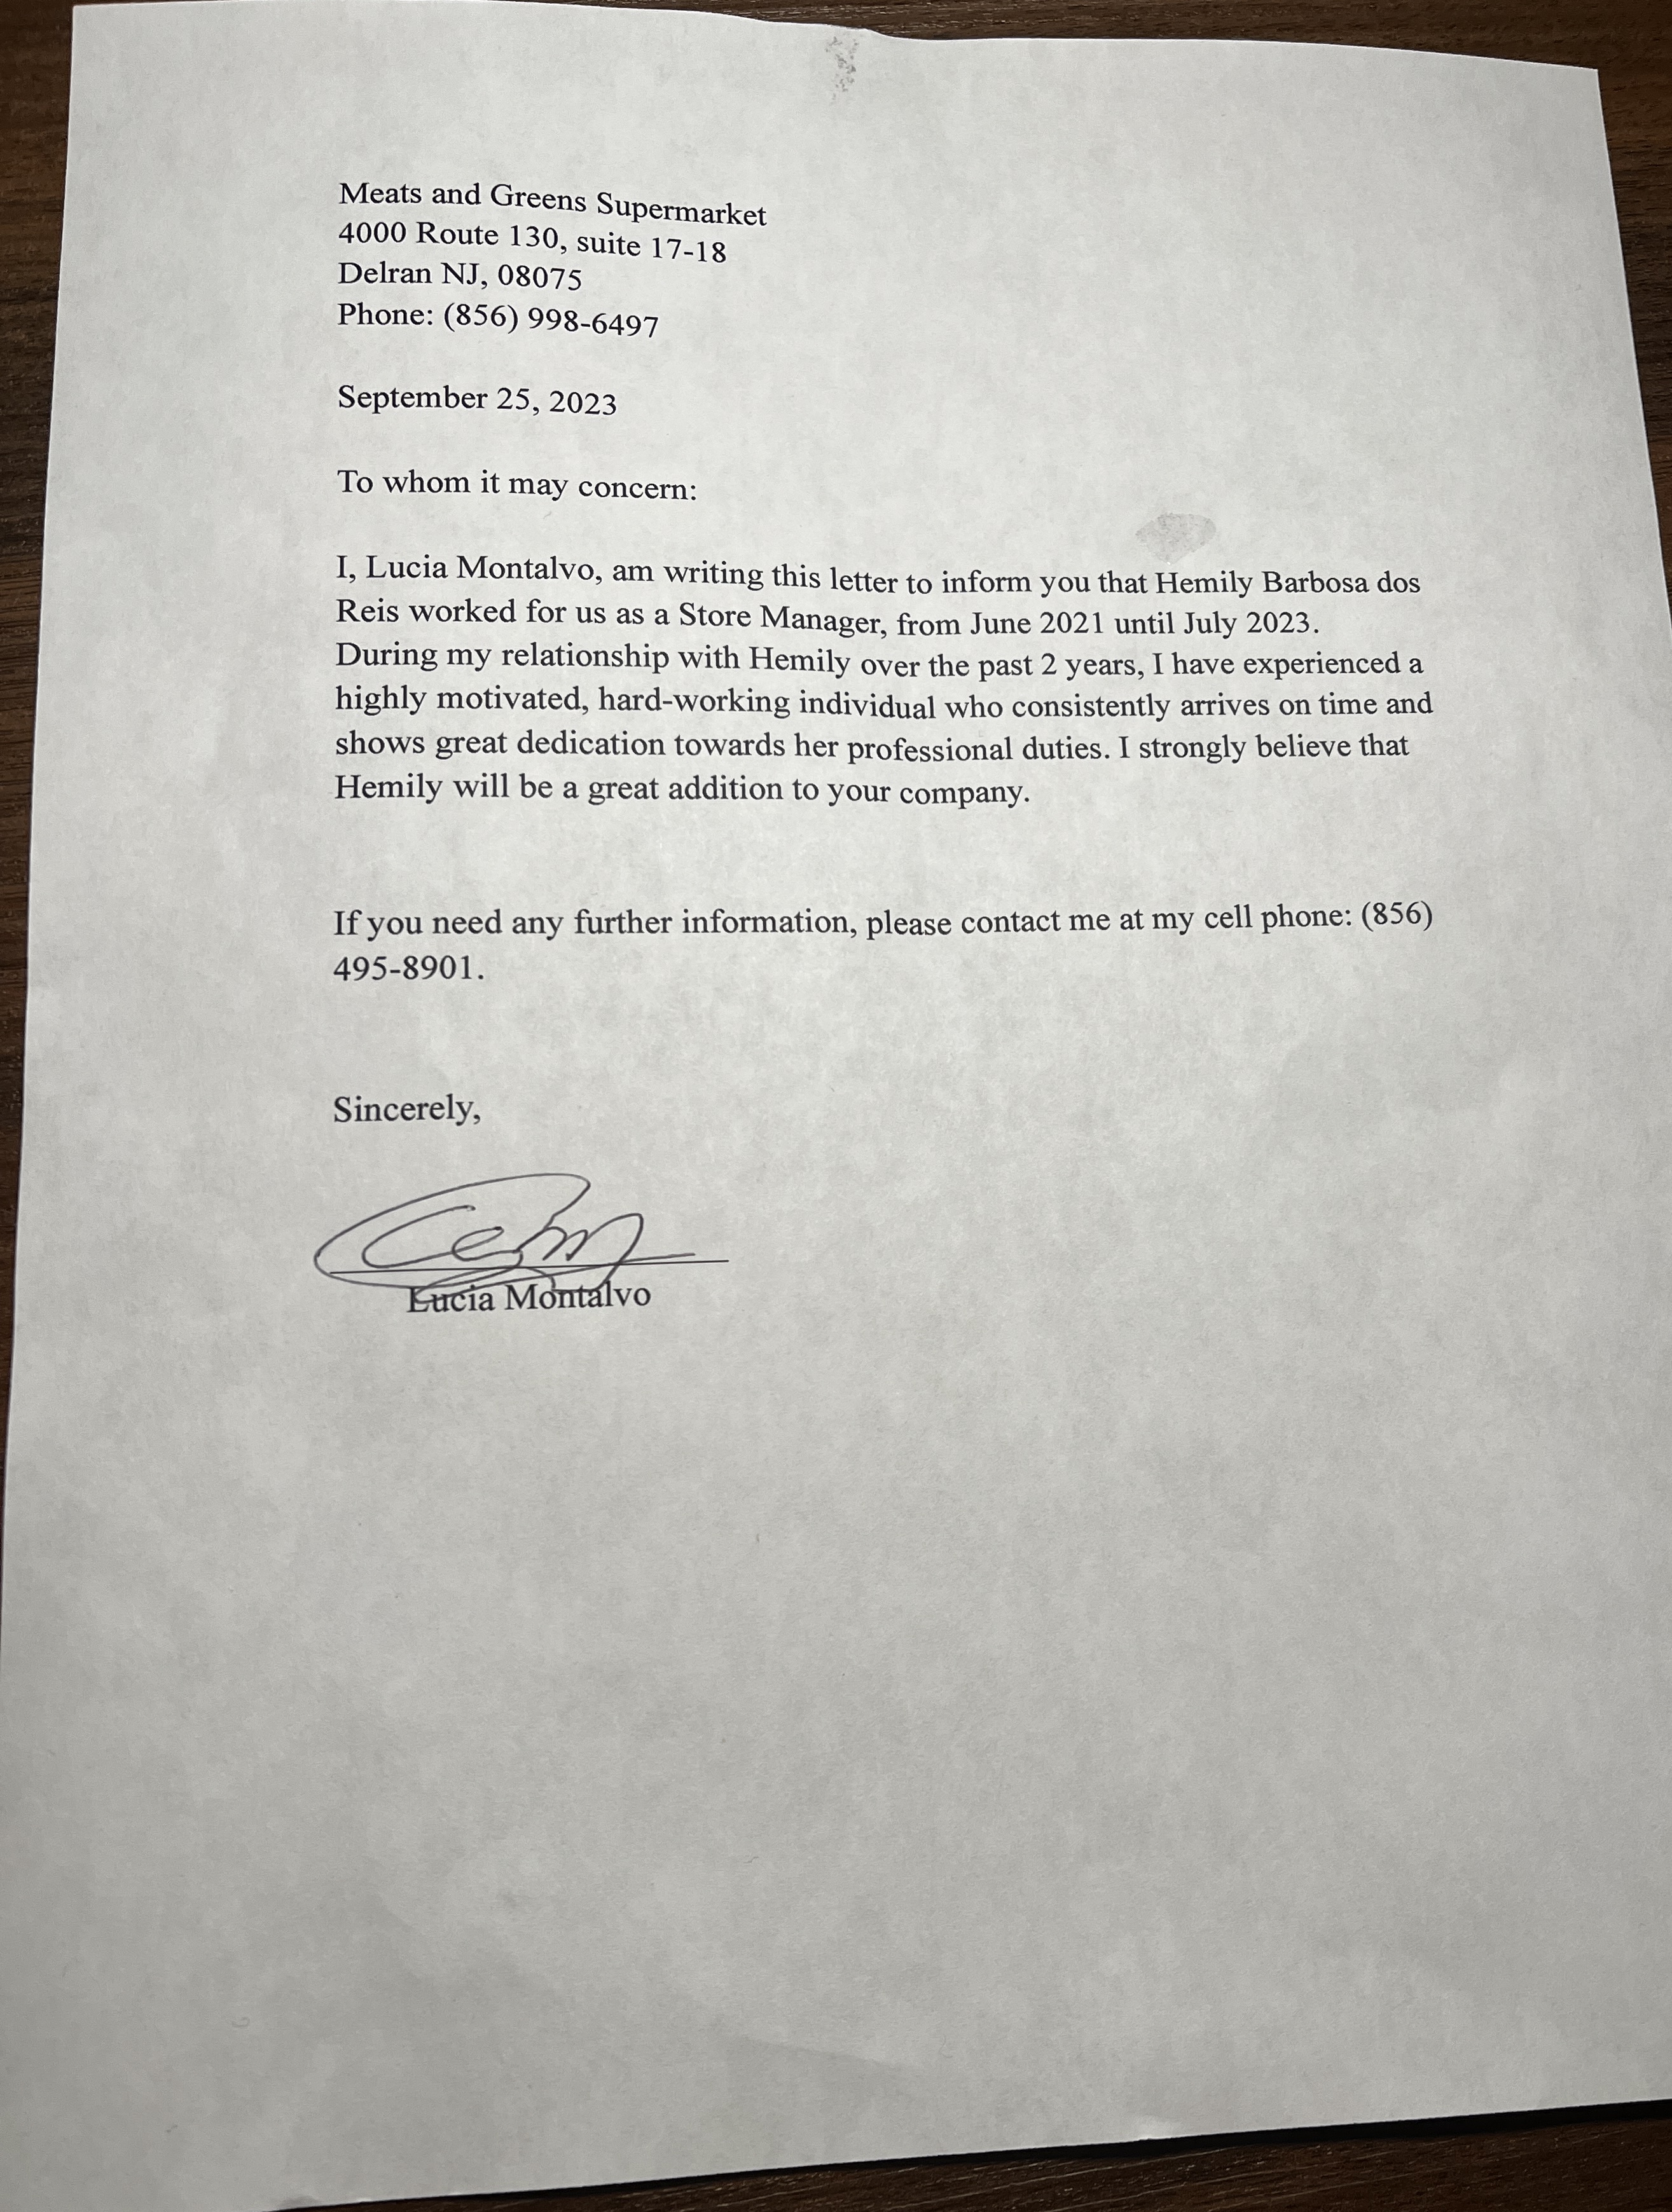 Meats and Greens Supermarket
4000 Route 130, suite 17-18
Delran NJ, 08075
Phone: (856) 998-6497
September 25, 2023
To whom it may concern:
I, Lucia Montalvo, am writing this letter to inform you that Hemily Barbosa dos
Reis worked for us as a Store Manager, from June 2021 until July 2023.
During my relationship with Hemily over the past 2 years, I have experienced a
highly motivated, hard-working individual who consistently arrives on time and
shows great dedication towards her professional duties. I strongly believe that
Hemily will be a great addition to your company.
If you need any further information, please contact me at my cell phone: (856)
495-8901.
Sincerely,
Lucia Montalvo